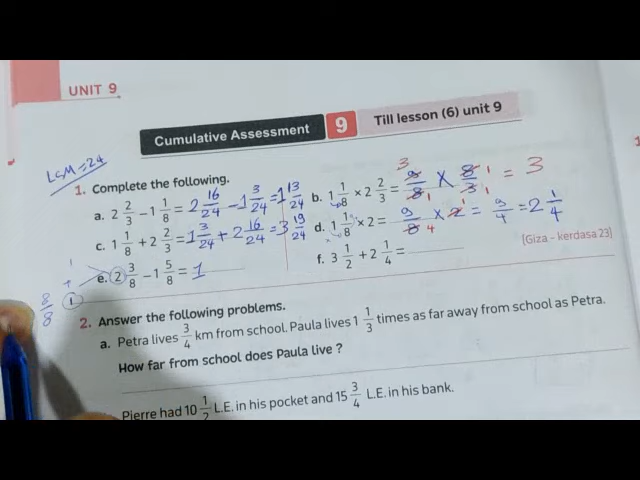 UNIT 9
Cumulative Assessment 9 Till lesson (6) unit 9
LCM = 24
1. Complete the following.
a. 2 2/3 - 1 1/8 = 2 16/24 - 1 3/24 = 1 13/24
b. 1 1/8 × 2 2/3 = 9/8 × 8/3 = 3
c. 1 1/8 + 2 2/3 = 1 3/24 + 2 16/24 = 3 19/24
d. 1 1/8 × 2 = 9/8 × 2 = 9/4 = 2 1/4
e. 2 3/8 - 1 5/8 = 1
f. 3 1/2 + 2 1/4 =
[Giza - kerdasa 23]
1 + 1
8/8
2. Answer the following problems.
a. Petra lives 3/4 km from school. Paula lives 1 1/3 times as far away from school as Petra.
How far from school does Paula live ?
Pierre had 10 1/2 L.E. in his pocket and 15 3/4 L.E. in his bank.